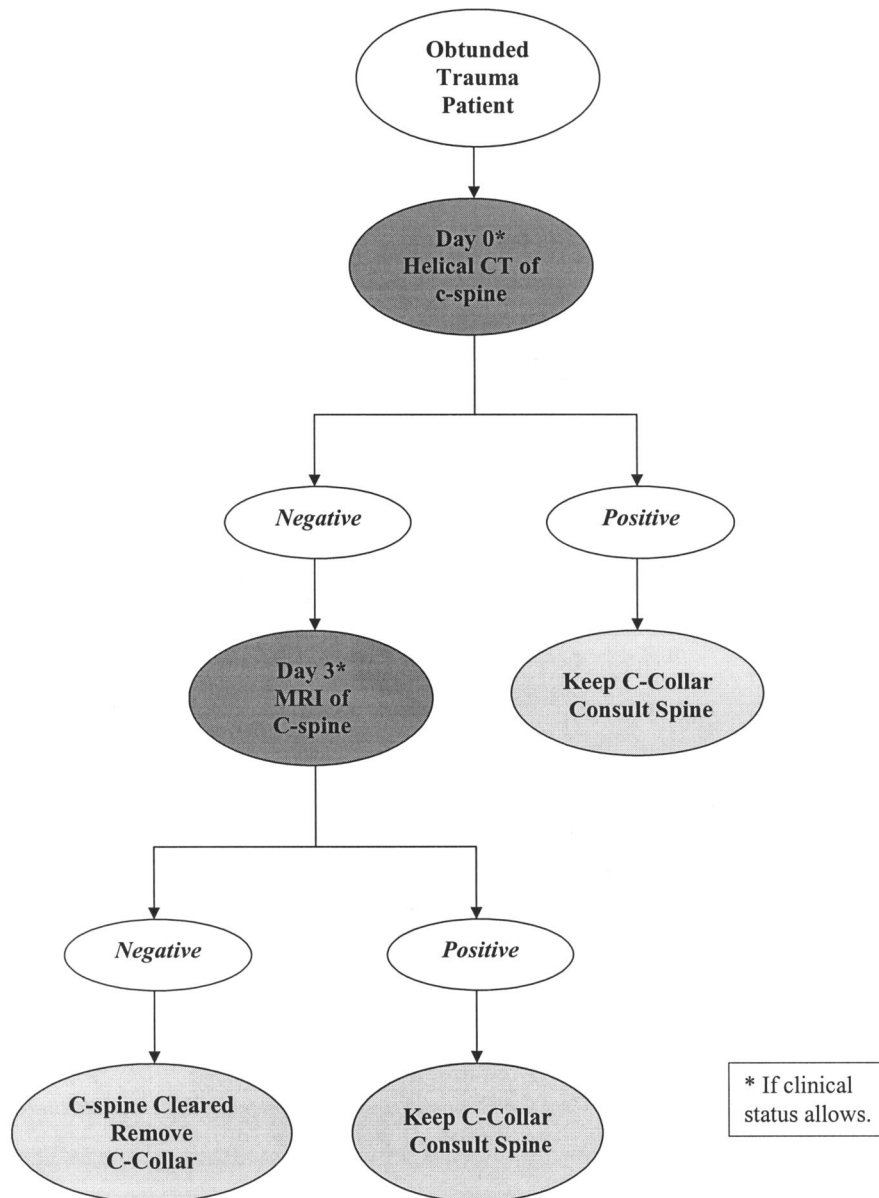 Obtunded
Trauma
Patient
Day 0*
Helical CT of
c-spine
Negative
Positive
Day 3*
MRI of
C-spine
Keep C-Collar
Consult Spine
Negative
Positive
C-spine Cleared
Remove
C-Collar
Keep C-Collar
Consult Spine
* If clinical
status allows.